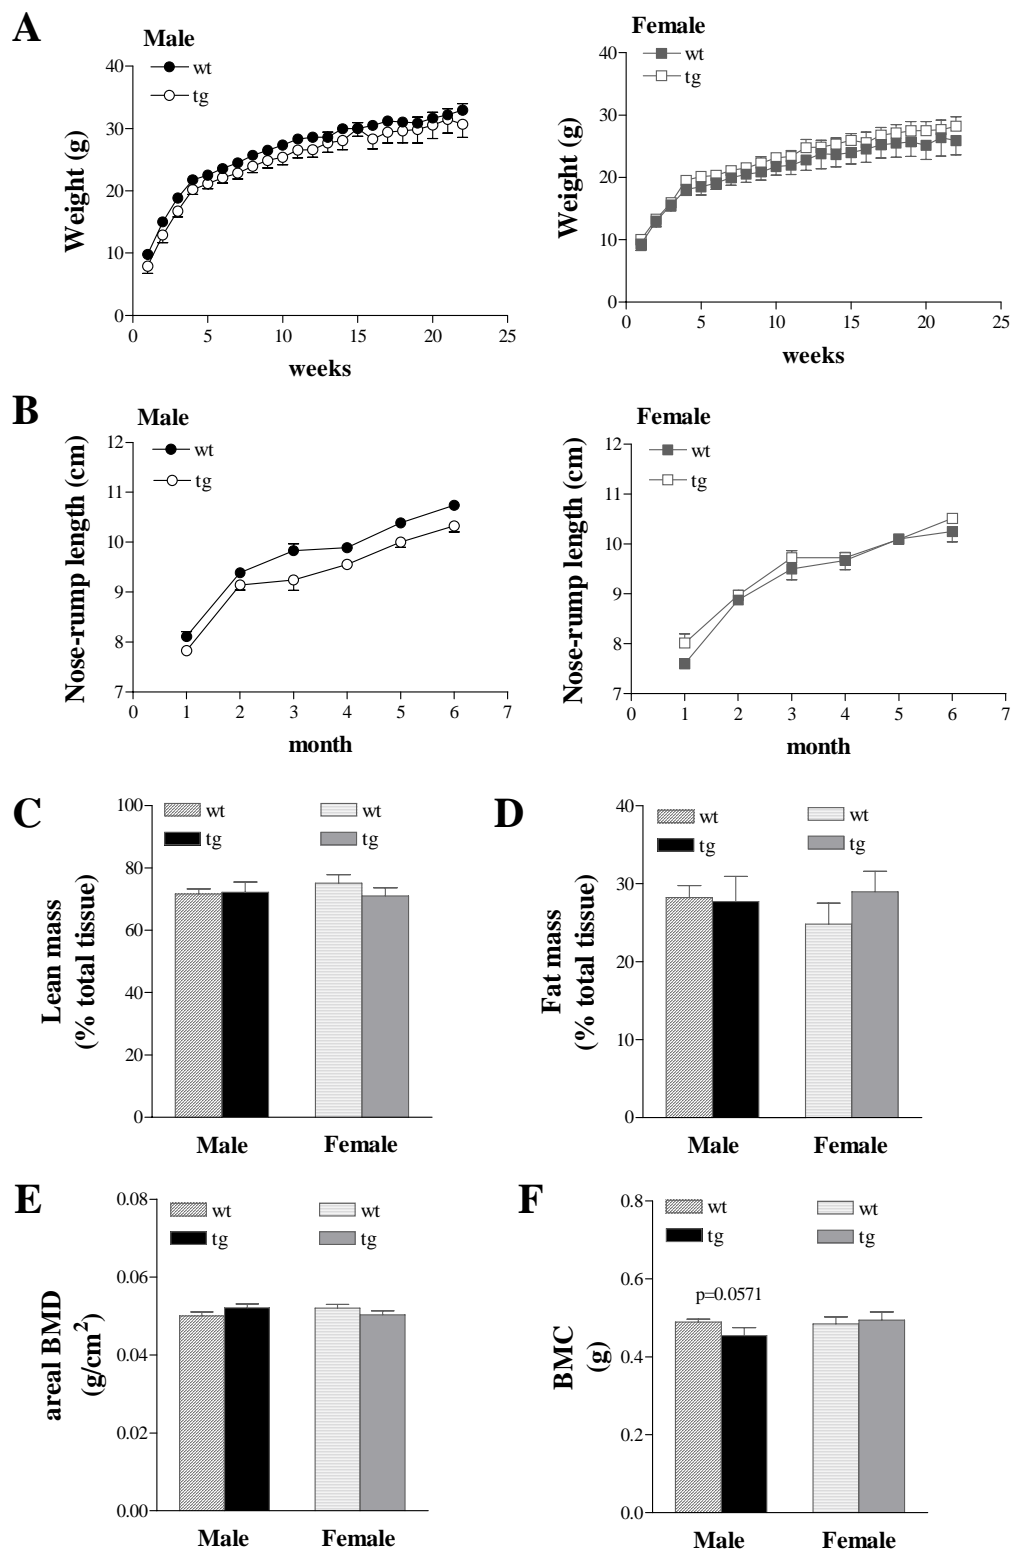 A
Male
wt
tg
Weight (g)
40
30
20
10
0
0 5 10 15 20 25
weeks
Female
wt
tg
Weight (g)
40
30
20
10
0
0 5 10 15 20 25
weeks
B
Male
wt
tg
Nose-rump length (cm)
12
11
10
9
8
7
0 1 2 3 4 5 6 7
month
Female
wt
tg
Nose-rump length (cm)
12
11
10
9
8
7
0 1 2 3 4 5 6 7
month
C
wt wt
tg tg
Lean mass
(% total tissue)
100
80
60
40
20
0
Male Female
D
wt wt
tg tg
Fat mass
(% total tissue)
40
30
20
10
0
Male Female
E
wt wt
tg tg
areal BMD
(g/cm²)
0.08
0.06
0.04
0.02
0.00
Male Female
F
wt wt
tg tg
p=0.0571
BMC
(g)
0.8
0.6
0.4
0.2
0.0
Male Female